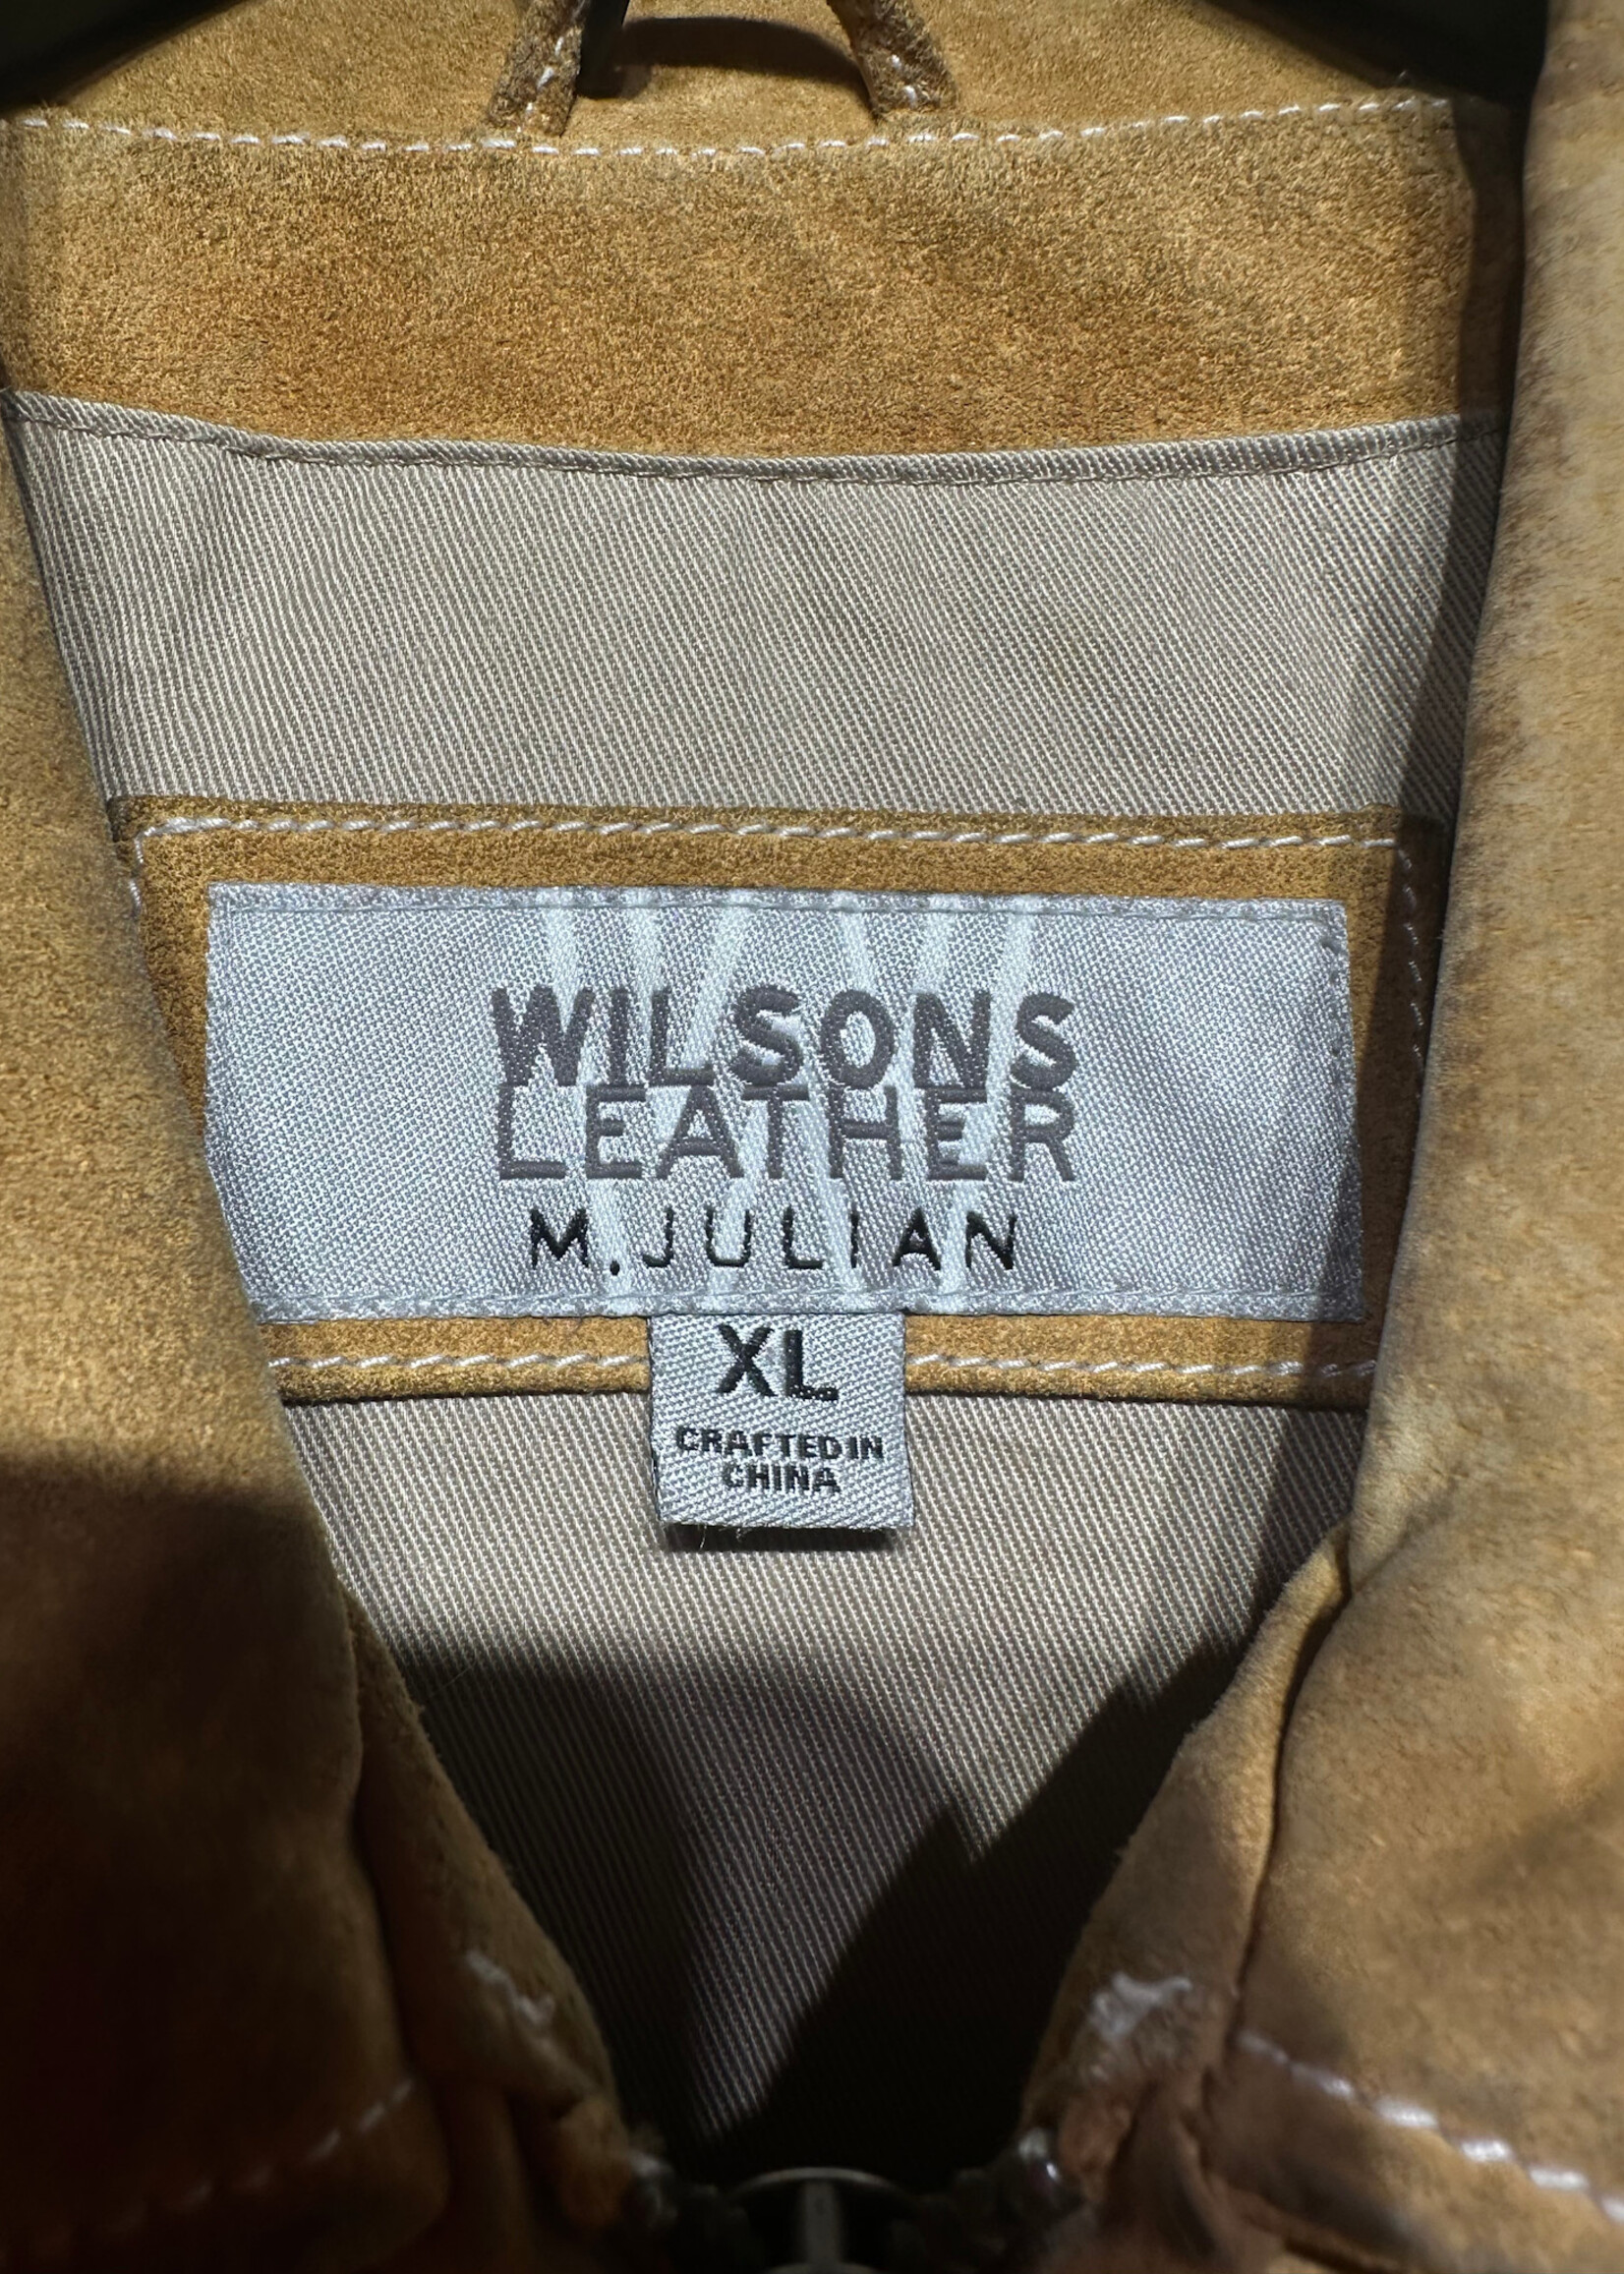 WILSONS
LEATHER
M. JULIAN
XL
CRAFTED IN
CHINA